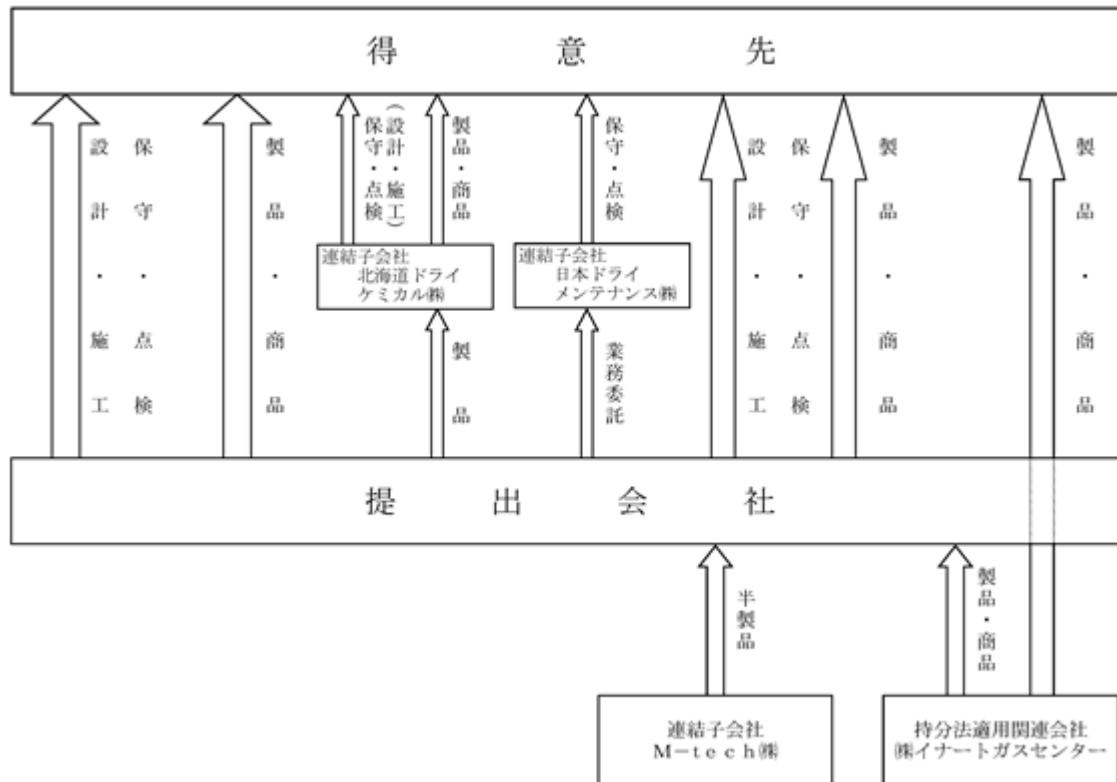 得意先
設計・施工
保守・点検
製品・商品
保守・点検
(設計・施工)
製品・商品
保守・点検
設計・施工
保守・点検
製品・商品
製品・商品
連結子会社
北海道ドライ
ケミカル㈱
連結子会社
日本ドライ
メンテナンス㈱
製品
業務委託
提出会社
半製品
製品・商品
連結子会社
M－tech㈱
持分法適用関連会社
㈱イナートガスセンター